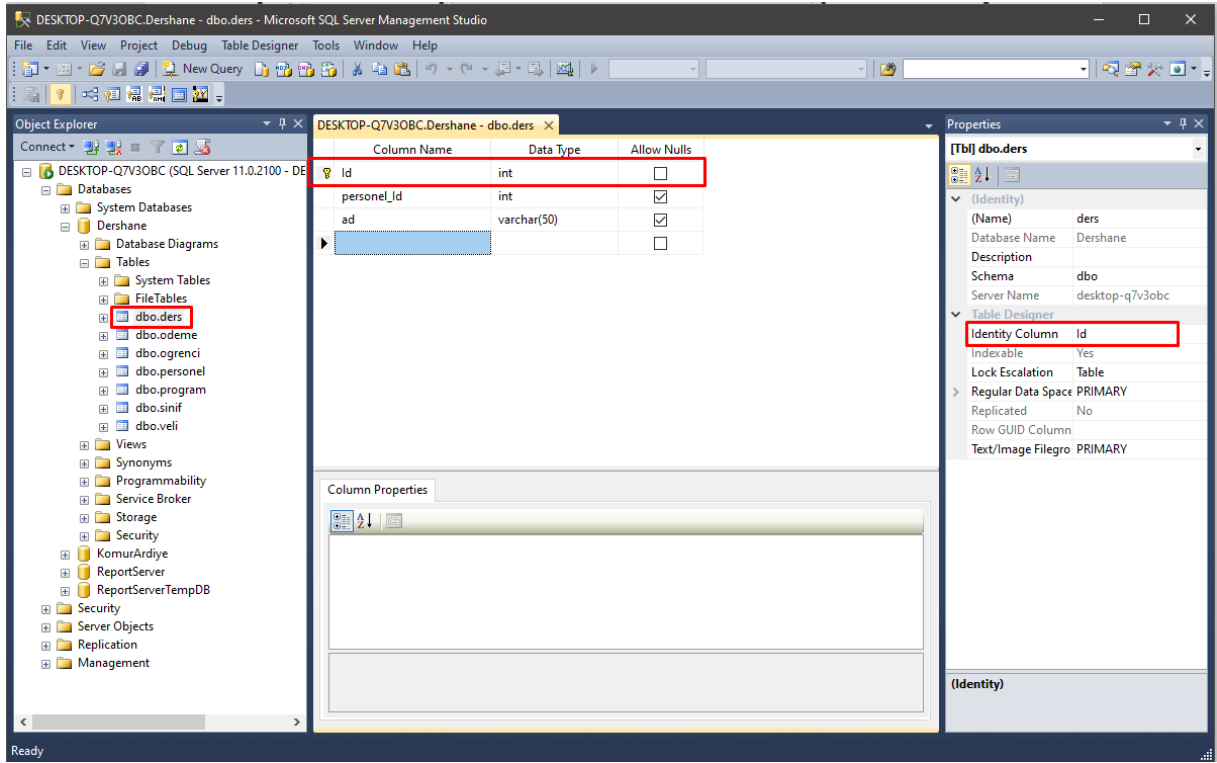 DESKTOP-Q7V3OBC.Dershane - dbo.ders - Microsoft SQL Server Management Studio
File Edit View Project Debug Table Designer Tools Window Help
New Query
Object Explorer
Connect
DESKTOP-Q7V3OBC (SQL Server 11.0.2100 - DE
Databases
System Databases
Dershane
Database Diagrams
Tables
System Tables
FileTables
dbo.ders
dbo.odeme
dbo.ogrenci
dbo.personel
dbo.program
dbo.sinif
dbo.veli
Views
Synonyms
Programmability
Service Broker
Storage
Security
KomurArdiye
ReportServer
ReportServerTempDB
Security
Server Objects
Replication
Management
DESKTOP-Q7V3OBC.Dershane - dbo.ders
Column Name Data Type Allow Nulls
Id int
personel_Id int
ad varchar(50)
Column Properties
Properties
[Tbl] dbo.ders
(Identity)
(Name) ders
Database Name Dershane
Description
Schema dbo
Server Name desktop-q7v3obc
Table Designer
Identity Column Id
Indexable Yes
Lock Escalation Table
Regular Data Space PRIMARY
Replicated No
Row GUID Column
Text/Image Filegro PRIMARY
(Identity)
Ready